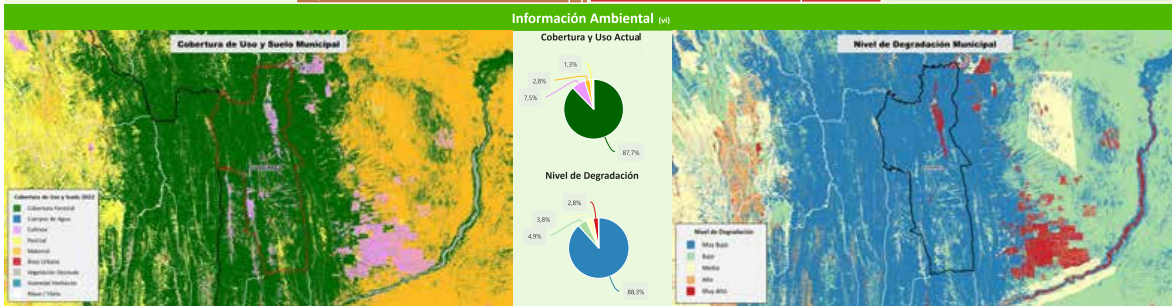 Información Ambiental (vi)
Cobertura de Uso y Suelo Municipal
Cobertura de Uso y Suelo 2022
Cobertura Forestal
Cuerpos de Agua
Cultivos
Pastizal
Matorral
Área Urbana
Vegetación Desnuda
Humedal Herbáceo
Nieve / Hielo
Cobertura y Uso Actual
1,3%
2,8%
7,5%
87,7%
Nivel de Degradación
2,8%
3,8%
4,9%
88,3%
Nivel de Degradación Municipal
Nivel de Degradación
Muy Bajo
Bajo
Media
Alto
Muy Alto